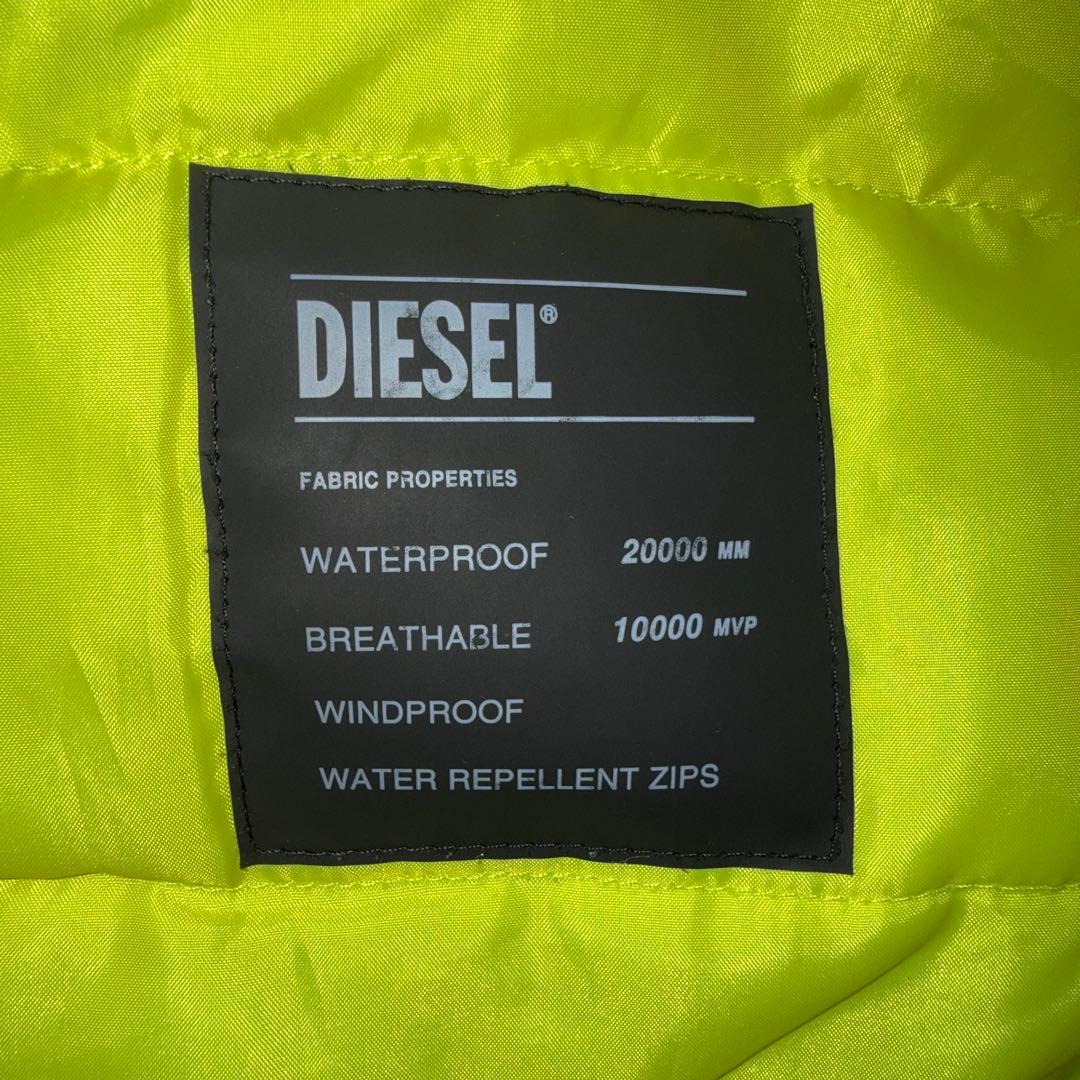 DIESEL®
FABRIC PROPERTIES
WATERPROOF 20000 MM
BREATHABLE 10000 MVP
WINDPROOF
WATER REPELLENT ZIPS